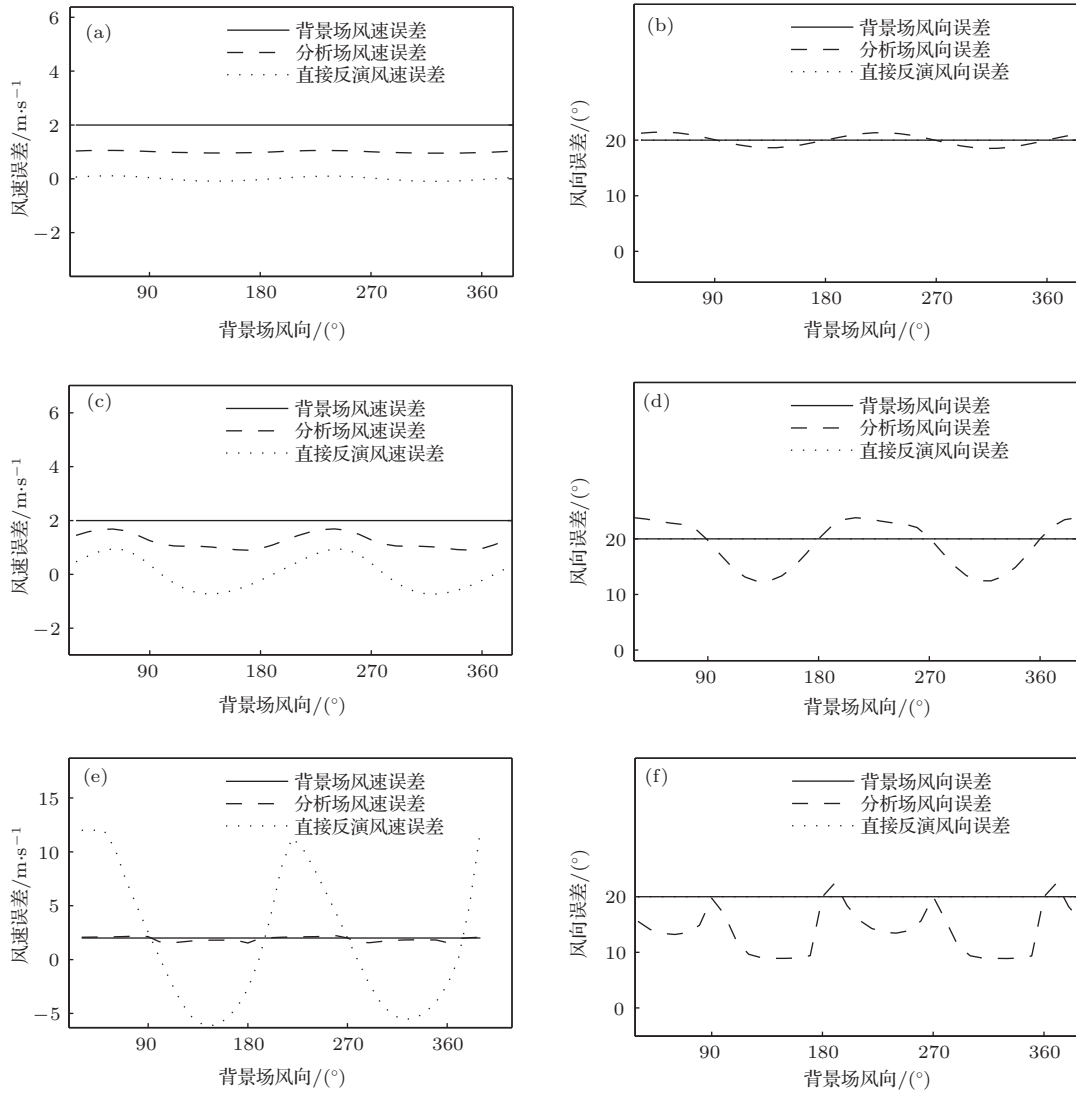 (a)
背景场风速误差
分析场风速误差
直接反演风速误差
6
4
2
0
−2
风速误差/m·s−1
90 180 270 360
背景场风向/(°)
(b)
背景场风向误差
分析场风向误差
直接反演风向误差
20
10
0
风向误差/(°)
90 180 270 360
背景场风向/(°)
(c)
背景场风速误差
分析场风速误差
直接反演风速误差
6
4
2
0
−2
风速误差/m·s−1
90 180 270 360
背景场风向/(°)
(d)
背景场风向误差
分析场风向误差
直接反演风向误差
20
10
0
风向误差/(°)
90 180 270 360
背景场风向/(°)
(e)
背景场风速误差
分析场风速误差
直接反演风速误差
15
10
5
0
−5
风速误差/m·s−1
90 180 270 360
背景场风向/(°)
(f)
背景场风向误差
分析场风向误差
直接反演风向误差
20
10
0
风向误差/(°)
90 180 270 360
背景场风向/(°)